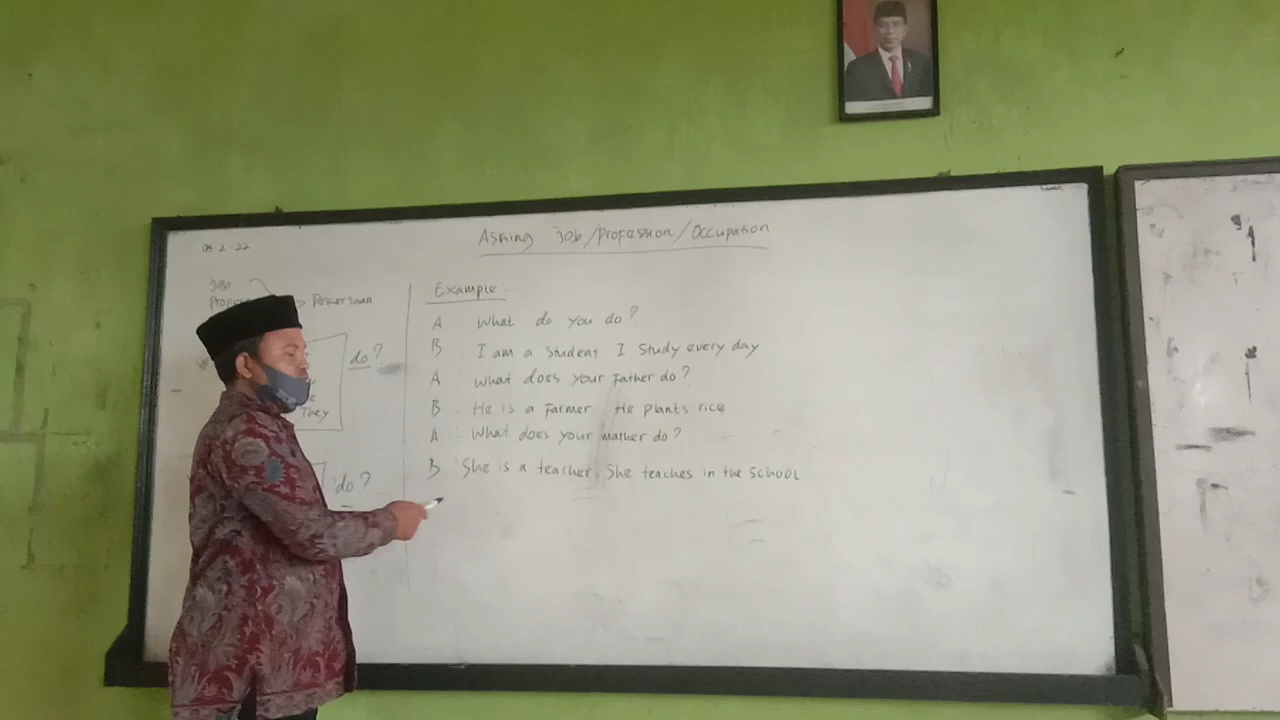 08-2-22
Asking Job/Profession/Occupation
Job
Pekerjaan
do?
They
do?
Example:
A : What do you do?
B : I am a student I study every day
A : What does your Father do?
B : He is a Farmer He plants rice
A : What does your mother do?
B : She is a teacher. She teaches in the school